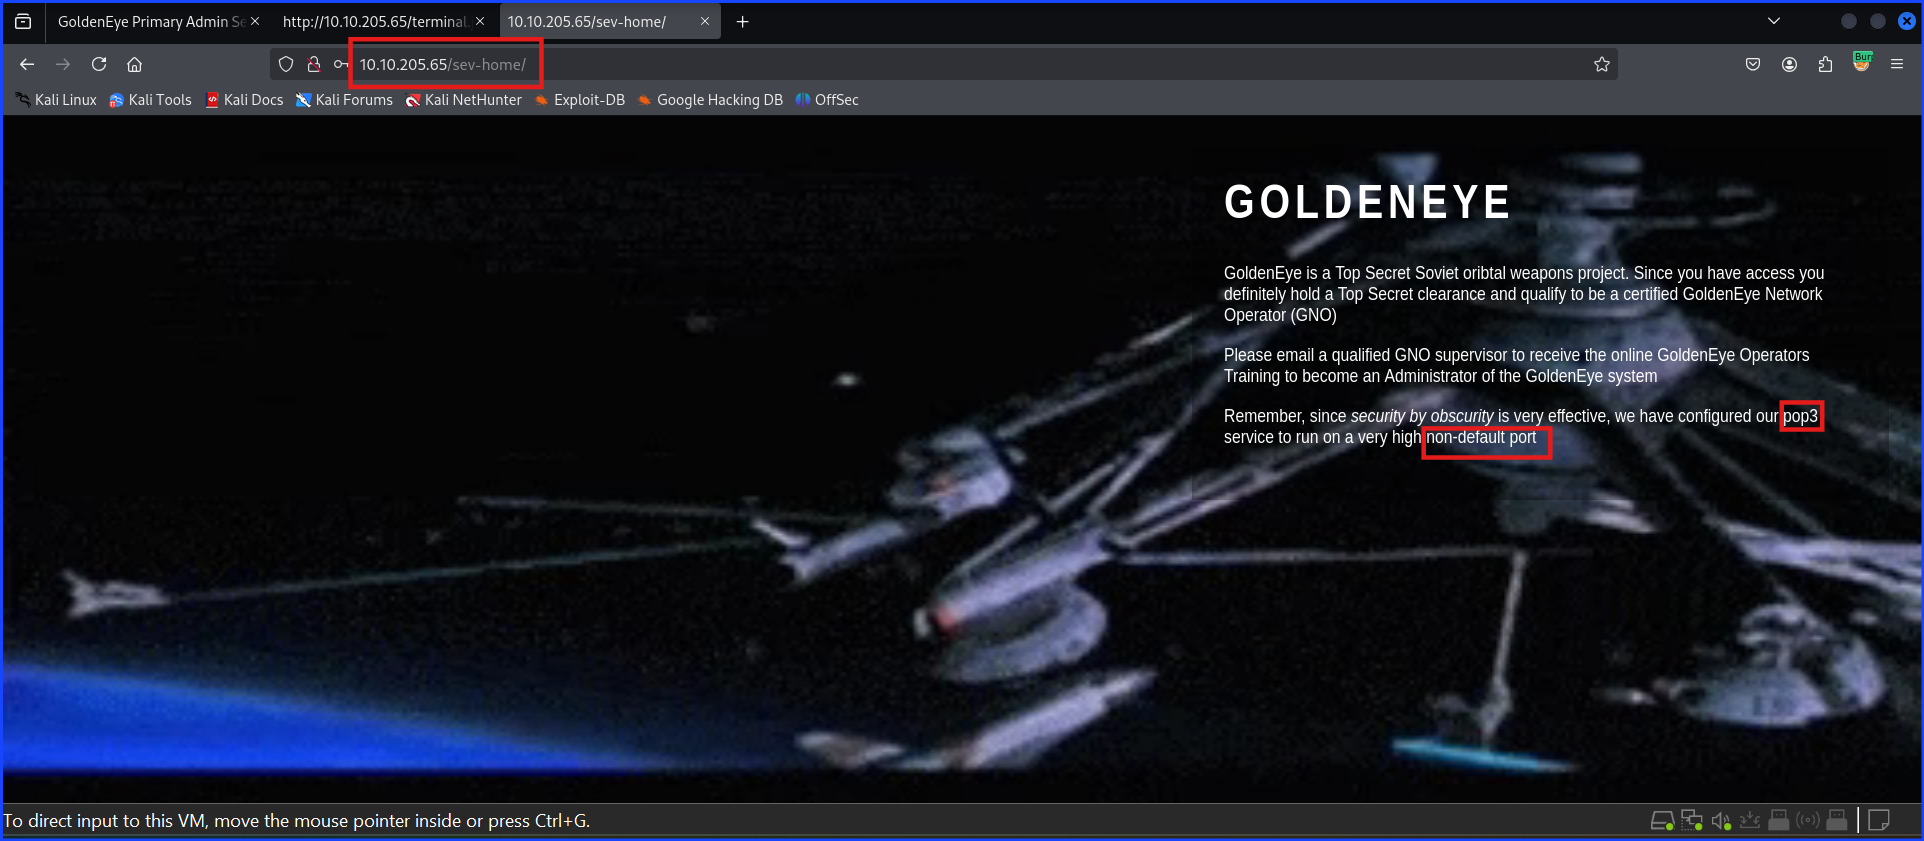 GoldenEye Primary Admin Se
http://10.10.205.65/terminal.
10.10.205.65/sev-home/
10.10.205.65/sev-home/
Kali Linux
Kali Tools
Kali Docs
Kali Forums
Kali NetHunter
Exploit-DB
Google Hacking DB
OffSec
GOLDENEYE
GoldenEye is a Top Secret Soviet oribtal weapons project. Since you have access you
definitely hold a Top Secret clearance and qualify to be a certified GoldenEye Network
Operator (GNO)
Please email a qualified GNO supervisor to receive the online GoldenEye Operators
Training to become an Administrator of the GoldenEye system
Remember, since security by obscurity is very effective, we have configured our pop3
service to run on a very high non-default port
To direct input to this VM, move the mouse pointer inside or press Ctrl+G.